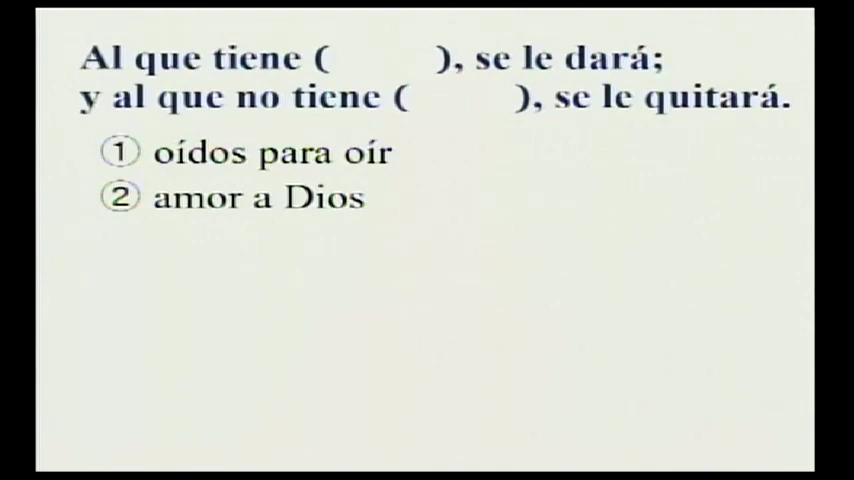 Al que tiene (          ), se le dará;
y al que no tiene (          ), se le quitará.
① oídos para oír
② amor a Dios